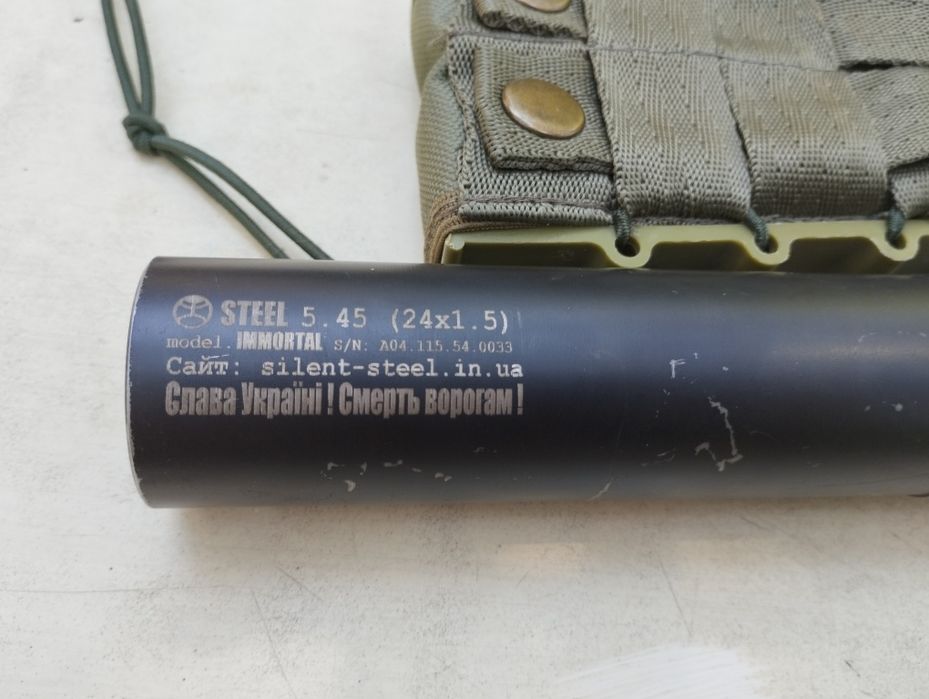 STEEL 5.45 (24x1.5)
model. IMMORTAL S/N: A04.115.54.0033
Сайт: silent-steel.in.ua
Слава Україні ! Смерть ворогам !